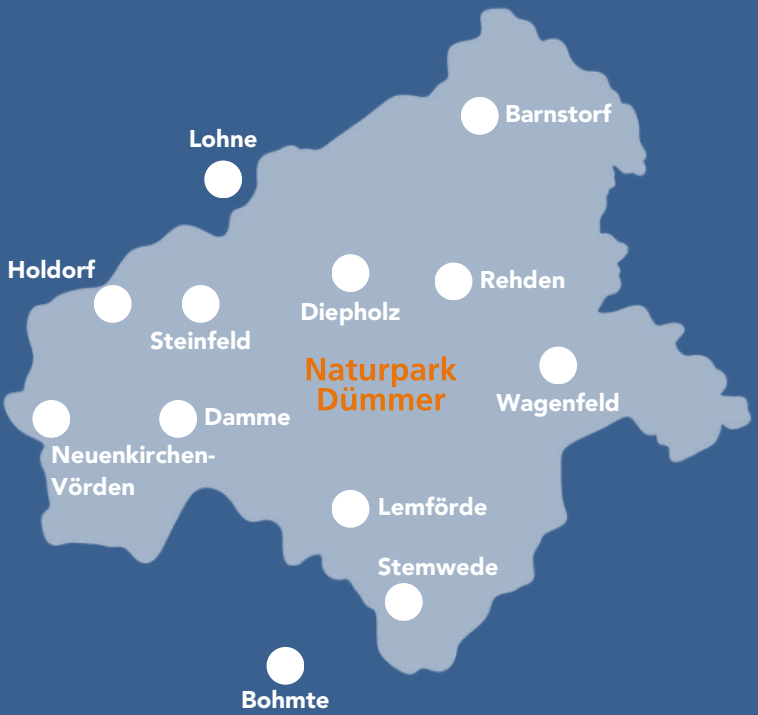 Barnstorf
Lohne
Holdorf
Rehden
Diepholz
Steinfeld
Naturpark
Dümmer
Wagenfeld
Damme
Neuenkirchen-
Vörden
Lemförde
Stemwede
Bohmte